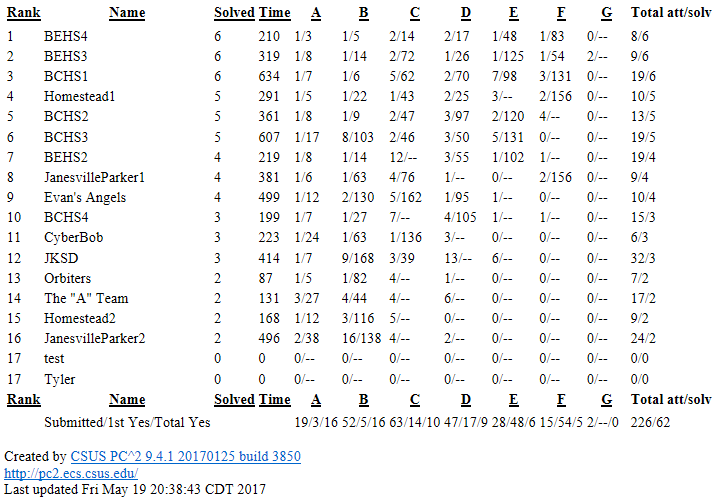 Rank Name Solved Time A B C D E F G Total att/solv
1 BEHS4 6 210 1/3 1/5 2/14 2/17 1/48 1/83 0/-- 8/6
2 BEHS3 6 319 1/8 1/14 2/72 1/26 1/125 1/54 2/-- 9/6
3 BCHS1 6 634 1/7 1/6 5/62 2/70 7/98 3/131 0/-- 19/6
4 Homestead1 5 291 1/5 1/22 1/43 2/25 3/-- 2/156 0/-- 10/5
5 BCHS2 5 361 1/8 1/9 2/47 3/97 2/120 4/-- 0/-- 13/5
6 BCHS3 5 607 1/17 8/103 2/46 3/50 5/131 0/-- 0/-- 19/5
7 BEHS2 4 219 1/8 1/14 12/-- 3/55 1/102 1/-- 0/-- 19/4
8 JanesvilleParker1 4 381 1/6 1/63 4/76 1/-- 0/-- 2/156 0/-- 9/4
9 Evan's Angels 4 499 1/12 2/130 5/162 1/95 1/-- 0/-- 0/-- 10/4
10 BCHS4 3 199 1/7 1/27 7/-- 4/105 1/-- 1/-- 0/-- 15/3
11 CyberBob 3 223 1/24 1/63 1/136 3/-- 0/-- 0/-- 0/-- 6/3
12 JKSD 3 414 1/7 9/168 3/39 13/-- 6/-- 0/-- 0/-- 32/3
13 Orbiters 2 87 1/5 1/82 4/-- 1/-- 0/-- 0/-- 0/-- 7/2
14 The "A" Team 2 131 3/27 4/44 4/-- 6/-- 0/-- 0/-- 0/-- 17/2
15 Homestead2 2 168 1/12 3/116 5/-- 0/-- 0/-- 0/-- 0/-- 9/2
16 JanesvilleParker2 2 496 2/38 16/138 4/-- 2/-- 0/-- 0/-- 0/-- 24/2
17 test 0 0 0/-- 0/-- 0/-- 0/-- 0/-- 0/-- 0/-- 0/0
17 Tyler 0 0 0/-- 0/-- 0/-- 0/-- 0/-- 0/-- 0/-- 0/0
Rank Name Solved Time A B C D E F G Total att/solv
Submitted/1st Yes/Total Yes 19/3/16 52/5/16 63/14/10 47/17/9 28/48/6 15/54/5 2/--/0 226/62
Created by CSUS PC^2 9.4.1 20170125 build 3850
http://pc2.ecs.csus.edu/
Last updated Fri May 19 20:38:43 CDT 2017